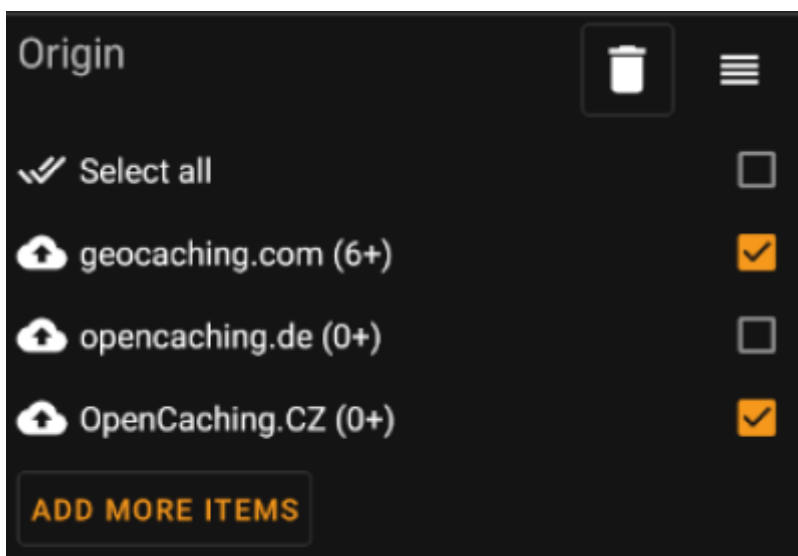 Origin
Select all
geocaching.com (6+)
opencaching.de (0+)
OpenCaching.CZ (0+)
ADD MORE ITEMS